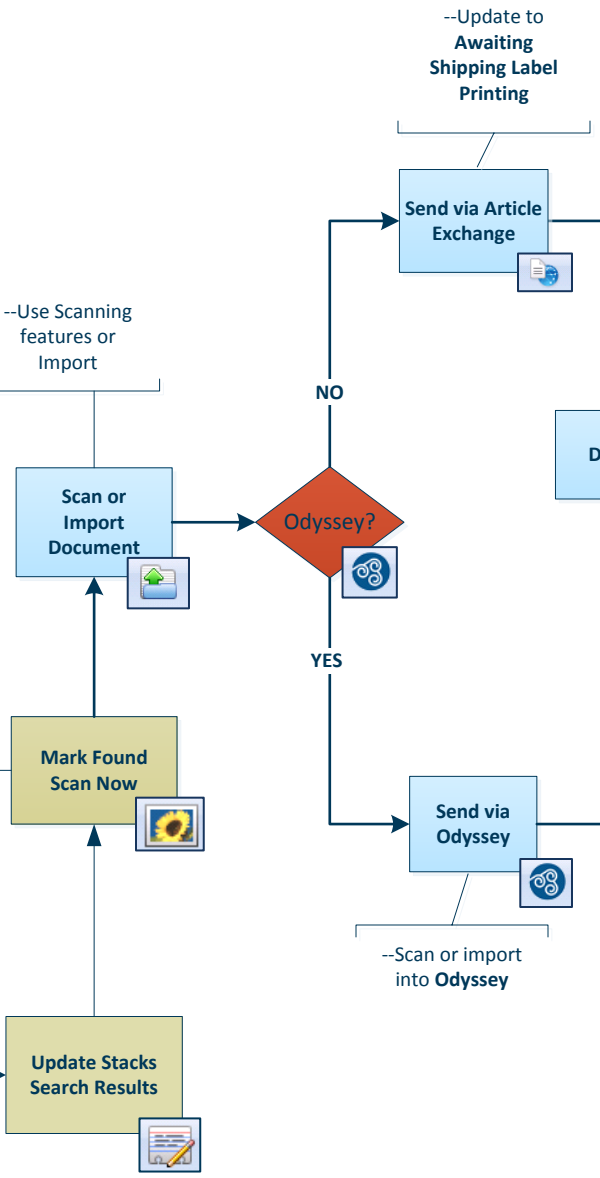 --Update to
Awaiting
Shipping Label
Printing
Send via Article
Exchange
--Use Scanning
features or
Import
NO
D
Scan or
Import
Document
Odyssey?
YES
Mark Found
Scan Now
Send via
Odyssey
--Scan or import
into Odyssey
Update Stacks
Search Results